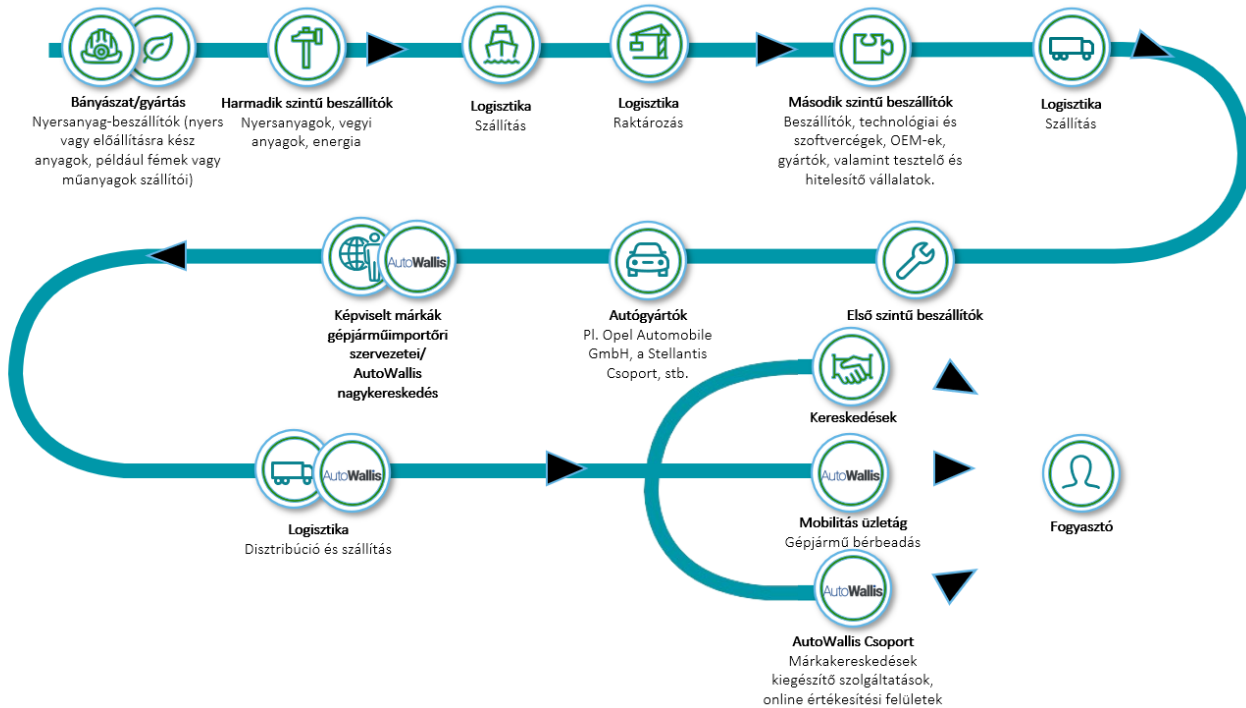 Bányászat/gyártás
Nyersanyag-beszállítók (nyers
vagy előállításra kész
anyagok, például fémek vagy
műanyagok szállítói)
Harmadik szintű beszállítók
Nyersanyagok, vegyi
anyagok, energia
Logisztika
Szállítás
Logisztika
Raktározás
Második szintű beszállítók
Beszállítók, technológiai és
szoftvercégek, OEM-ek,
gyártók, valamint tesztelő és
hitelesítő vállalatok.
Logisztika
Szállítás
AutoWallis
Képviselt márkák
gépjárműimportőri
szervezetei/
AutoWallis
nagykereskedés
Autógyártók
Pl. Opel Automobile
GmbH, a Stellantis
Csoport, stb.
Első szintű beszállítók
AutoWallis
Logisztika
Disztribúció és szállítás
Kereskedések
AutoWallis
Mobilitás üzletág
Gépjármű bérbeadás
AutoWallis
AutoWallis Csoport
Márkakereskedések
kiegészítő szolgáltatások,
online értékesítési felületek
Fogyasztó